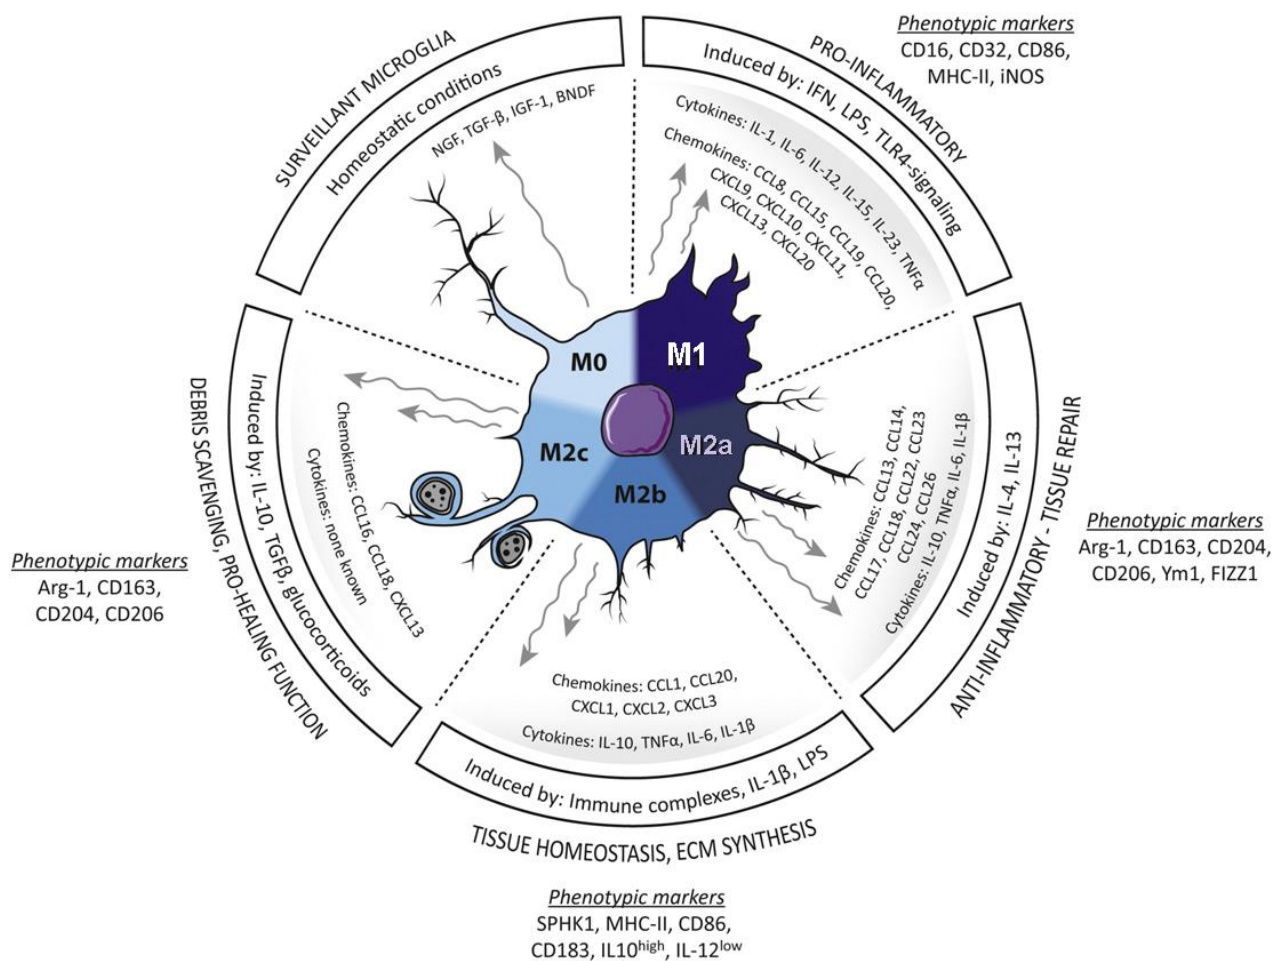 SURVEILLANT MICROGLIA
Homeostatic conditions
NGF, TGF-β, IGF-1, BNDF
Phenotypic markers
CD16, CD32, CD86,
MHC-II, iNOS
PRO-INFLAMMATORY
Induced by: IFN, LPS, TLR4-signaling
Cytokines: IL-1, IL-6, IL-12, IL-15, IL-23, TNFα
Chemokines: CCL8, CCL15, CCL19, CCL20,
CXCL9, CXCL10, CXCL11,
CXCL13, CXCL20
M0
M1
M2a
M2b
M2c
ANTI-INFLAMMATORY - TISSUE REPAIR
Induced by: IL-4, IL-13
Chemokines: CCL13, CCL14,
CCL17, CCL18, CCL22, CCL23
CCL24, CCL26
Cytokines: IL-10, TNFα, IL-6, IL-1β
Phenotypic markers
Arg-1, CD163, CD204,
CD206, Ym1, FIZZ1
Chemokines: CCL1, CCL20,
CXCL1, CXCL2, CXCL3
Cytokines: IL-10, TNFα, IL-6, IL-1β
Induced by: Immune complexes, IL-1β, LPS
TISSUE HOMEOSTASIS, ECM SYNTHESIS
Phenotypic markers
SPHK1, MHC-II, CD86,
CD183, IL10high, IL-12low
DEBRIS SCAVENGING, PRO-HEALING FUNCTION
Induced by: IL-10, TGFβ, glucocorticoids
Chemokines: CCL16, CCL18, CXCL13
Cytokines: none known
Phenotypic markers
Arg-1, CD163,
CD204, CD206